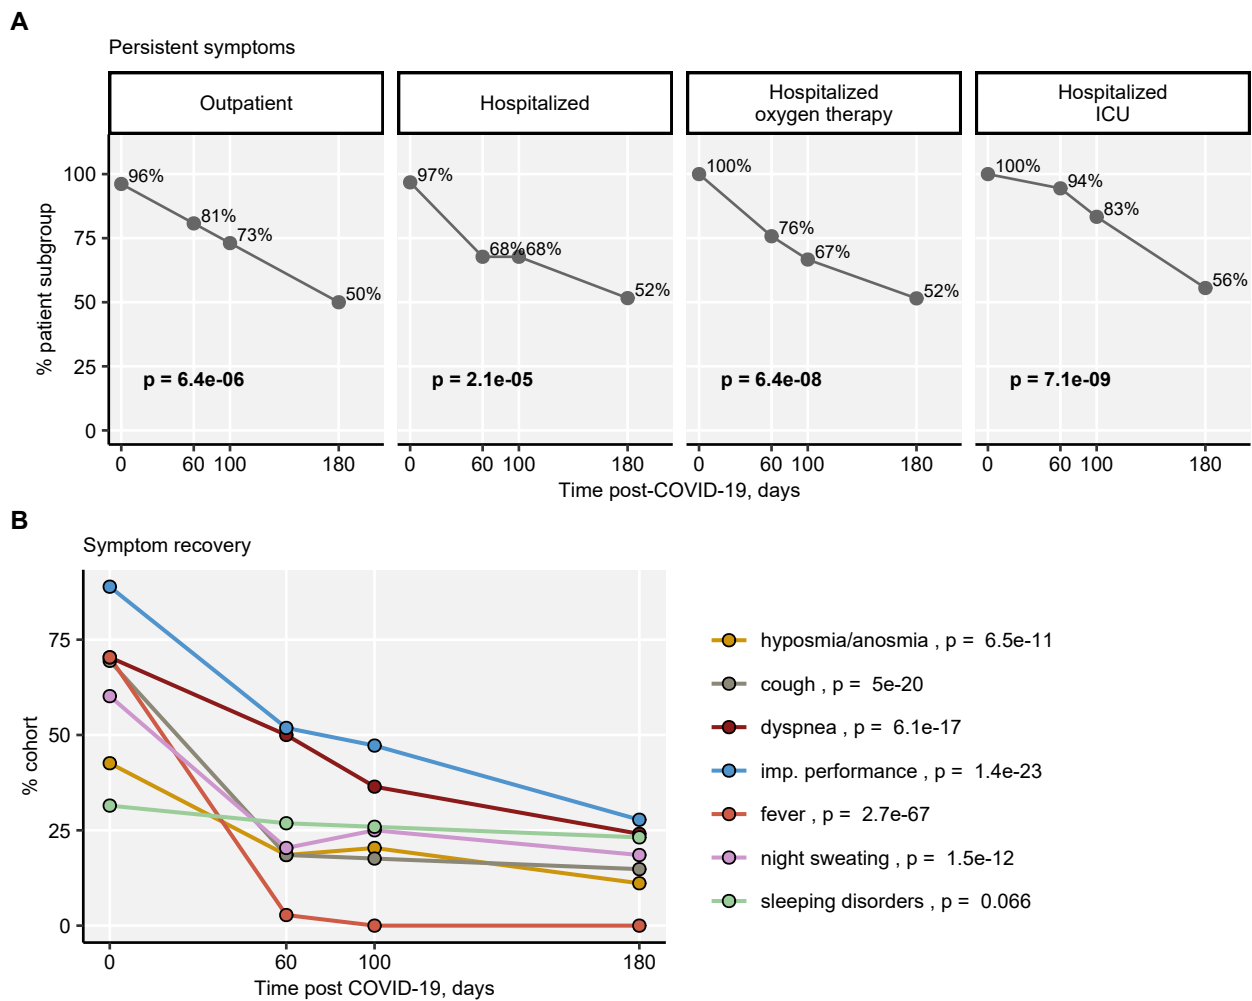 A
Persistent symptoms
Outpatient
Hospitalized
Hospitalized
oxygen therapy
Hospitalized
ICU
% patient subgroup
100
75
50
25
0
96%
81%
73%
50%
p = 6.4e-06
97%
68%
68%
52%
p = 2.1e-05
100%
76%
67%
52%
p = 6.4e-08
100%
94%
83%
56%
p = 7.1e-09
0 60 100 180
0 60 100 180
0 60 100 180
0 60 100 180
Time post-COVID-19, days
B
Symptom recovery
% cohort
75
50
25
0
0 60 100 180
Time post COVID-19, days
hyposmia/anosmia , p = 6.5e-11
cough , p = 5e-20
dyspnea , p = 6.1e-17
imp. performance , p = 1.4e-23
fever , p = 2.7e-67
night sweating , p = 1.5e-12
sleeping disorders , p = 0.066